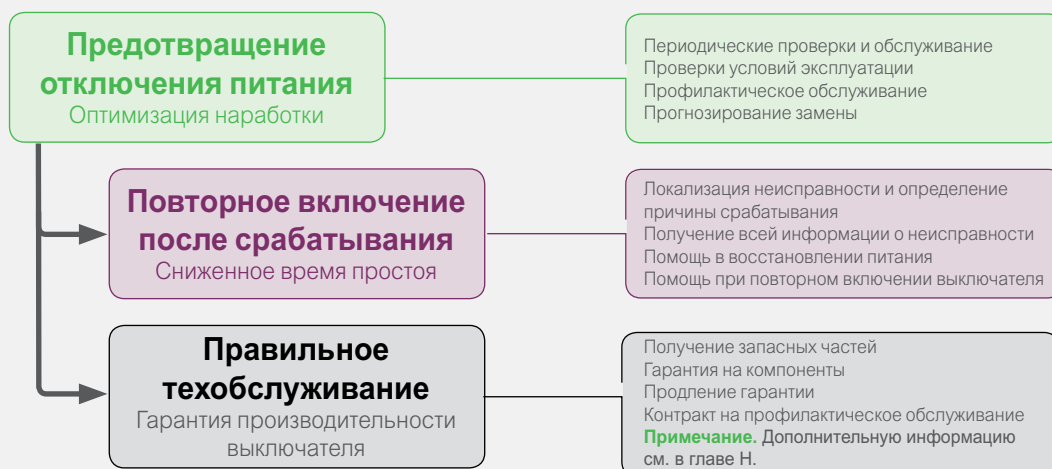 Предотвращение
отключения питания
Оптимизация наработки
Периодические проверки и обслуживание
Проверки условий эксплуатации
Профилактическое обслуживание
Прогнозирование замены
Повторное включение
после срабатывания
Сниженное время простоя
Локализация неисправности и определение
причины срабатывания
Получение всей информации о неисправности
Помощь в восстановлении питания
Помощь при повторном включении выключателя
Правильное
техобслуживание
Гарантия производительности
выключателя
Получение запасных частей
Гарантия на компоненты
Продление гарантии
Контракт на профилактическое обслуживание
Примечание. Дополнительную информацию
см. в главе H.